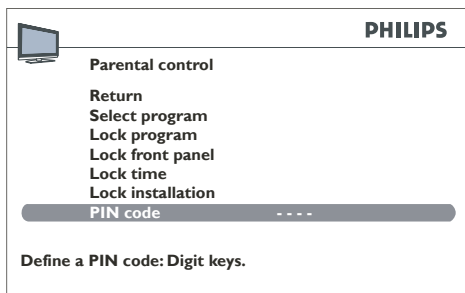 PHILIPS
Parental control
Return
Select program
Lock program
Lock front panel
Lock time
Lock installation
PIN code - - - -
Define a PIN code: Digit keys.